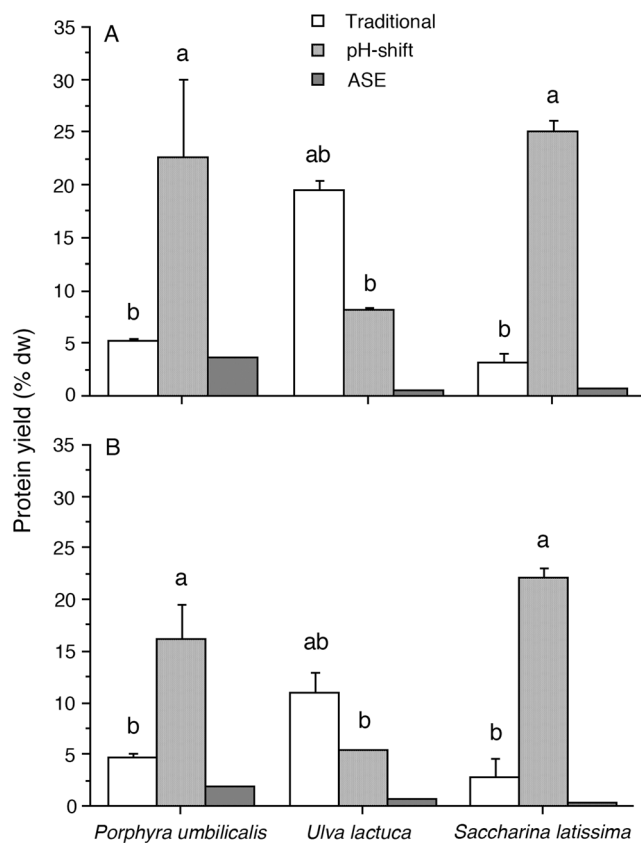 A
Traditional
pH-shift
ASE
35
30
25
20
15
10
5
0
a
b
ab
b
a
b
Protein yield (% dw)
B
35
30
25
20
15
10
5
0
a
b
ab
b
a
b
Porphyra umbilicalis Ulva lactuca Saccharina latissima